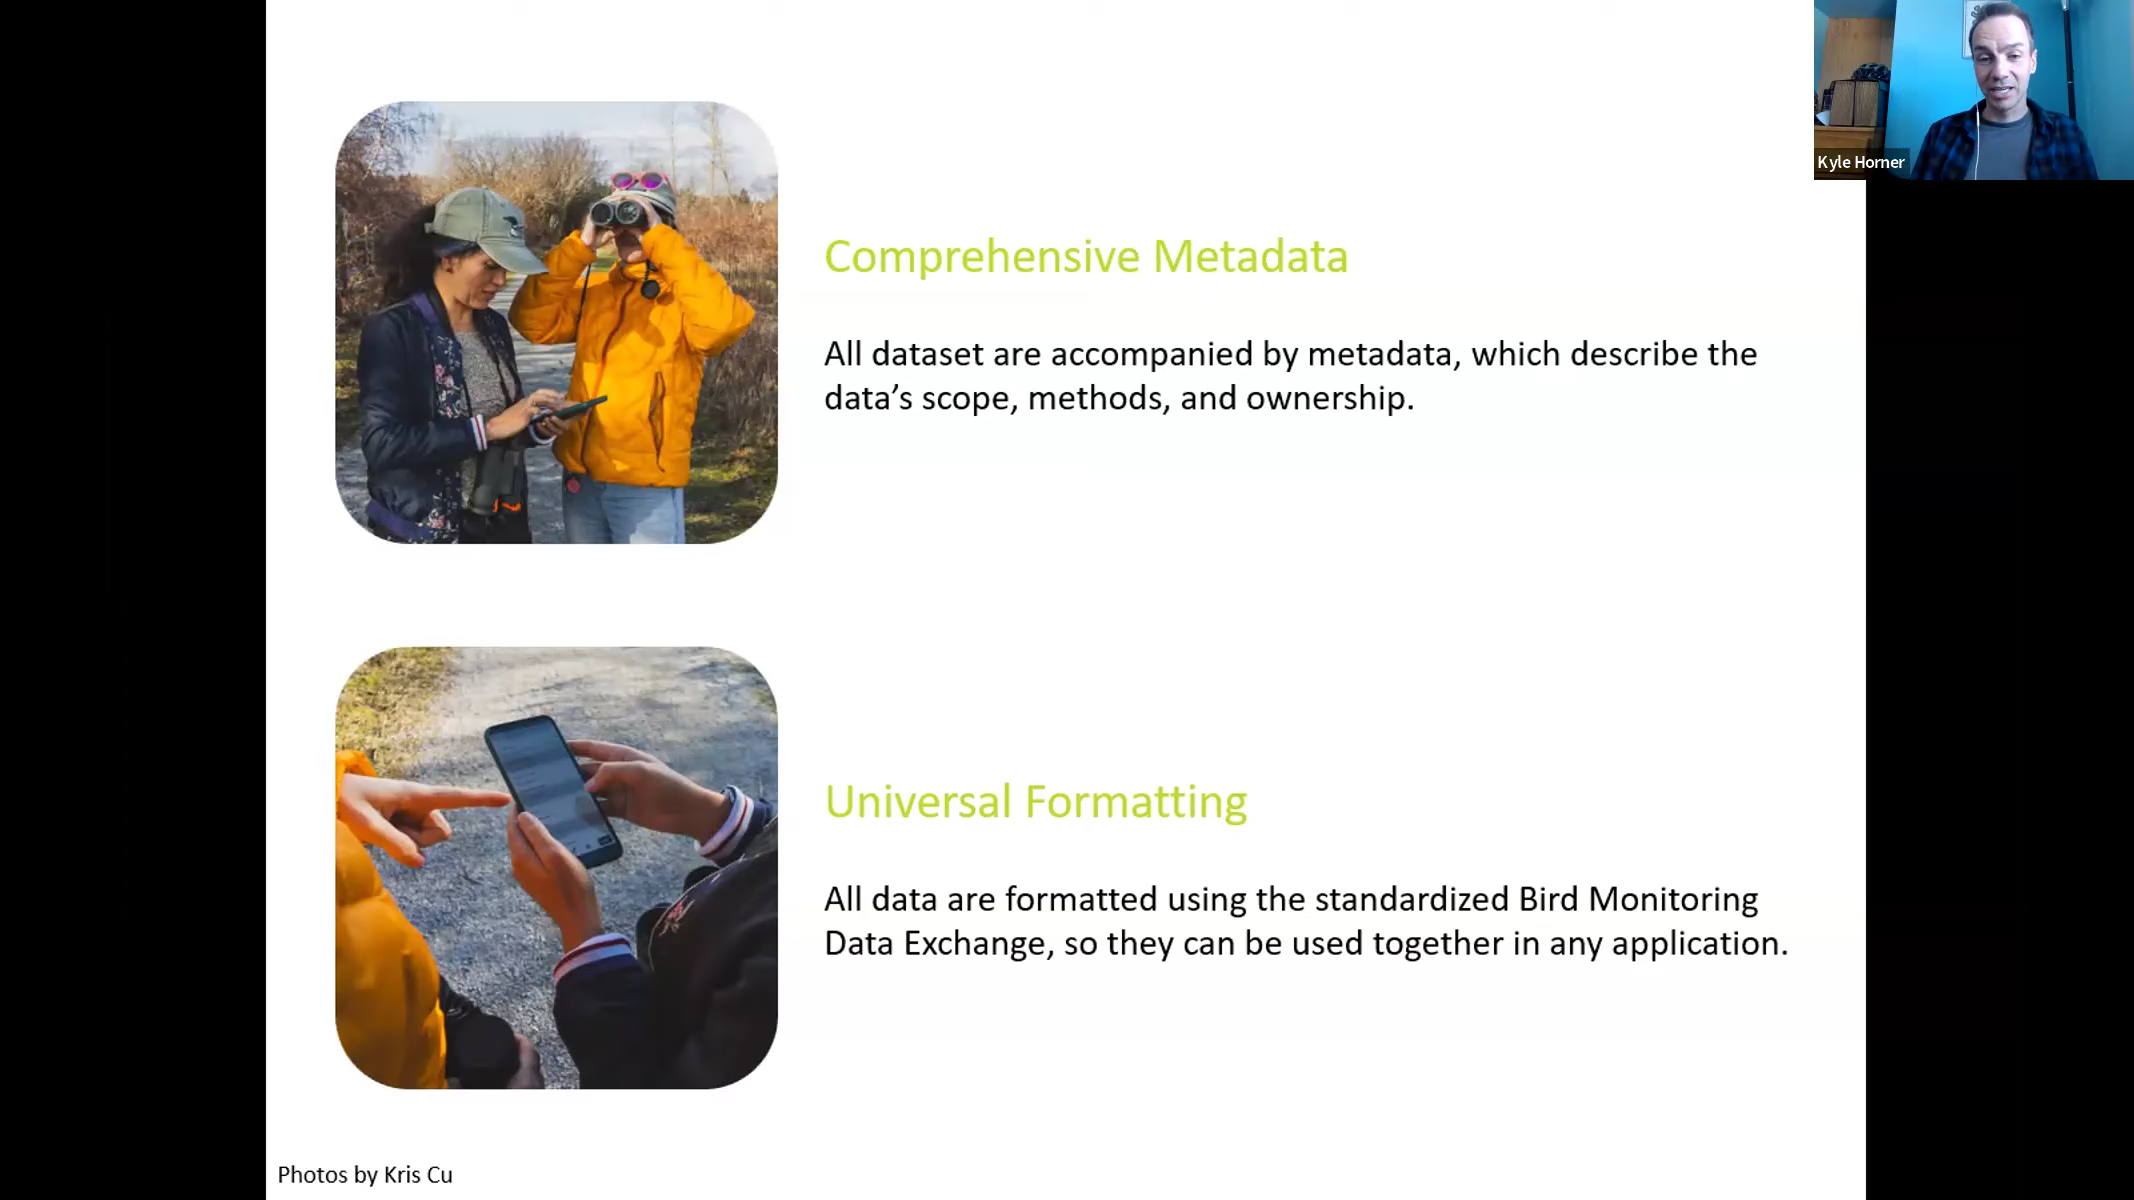 Kyle Horner
Comprehensive Metadata
All dataset are accompanied by metadata, which describe the
data’s scope, methods, and ownership.
Universal Formatting
All data are formatted using the standardized Bird Monitoring
Data Exchange, so they can be used together in any application.
Photos by Kris Cu